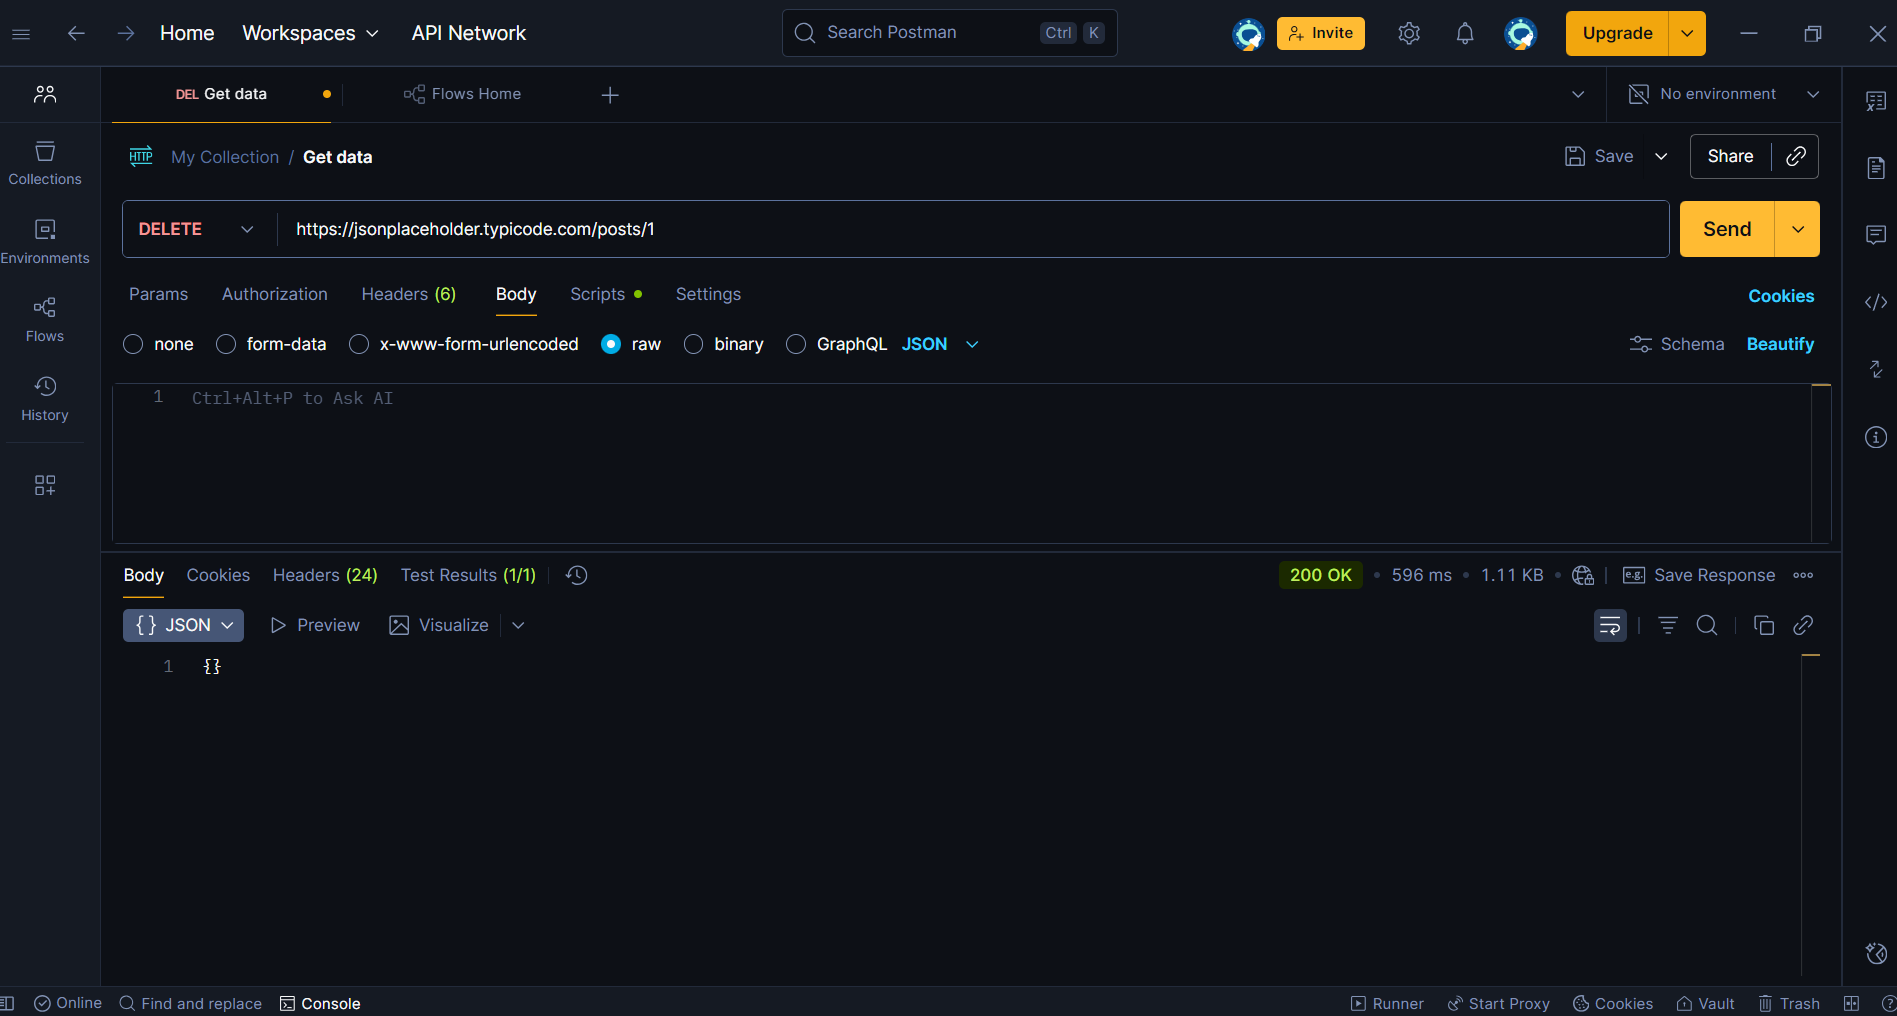 Home Workspaces API Network Search Postman Ctrl K Invite Upgrade
DEL Get data Flows Home No environment
HTTP My Collection / Get data Save Share
Collections
DELETE https://jsonplaceholder.typicode.com/posts/1 Send
Environments
Params Authorization Headers (6) Body Scripts Settings Cookies
Flows
none form-data x-www-form-urlencoded raw binary GraphQL JSON Schema Beautify
1 Ctrl+Alt+P to Ask AI
History
Body Cookies Headers (24) Test Results (1/1) 200 OK • 596 ms • 1.11 KB • e.g. Save Response
{} JSON Preview Visualize
1 {}
Online Find and replace Console Runner Start Proxy Cookies Vault Trash